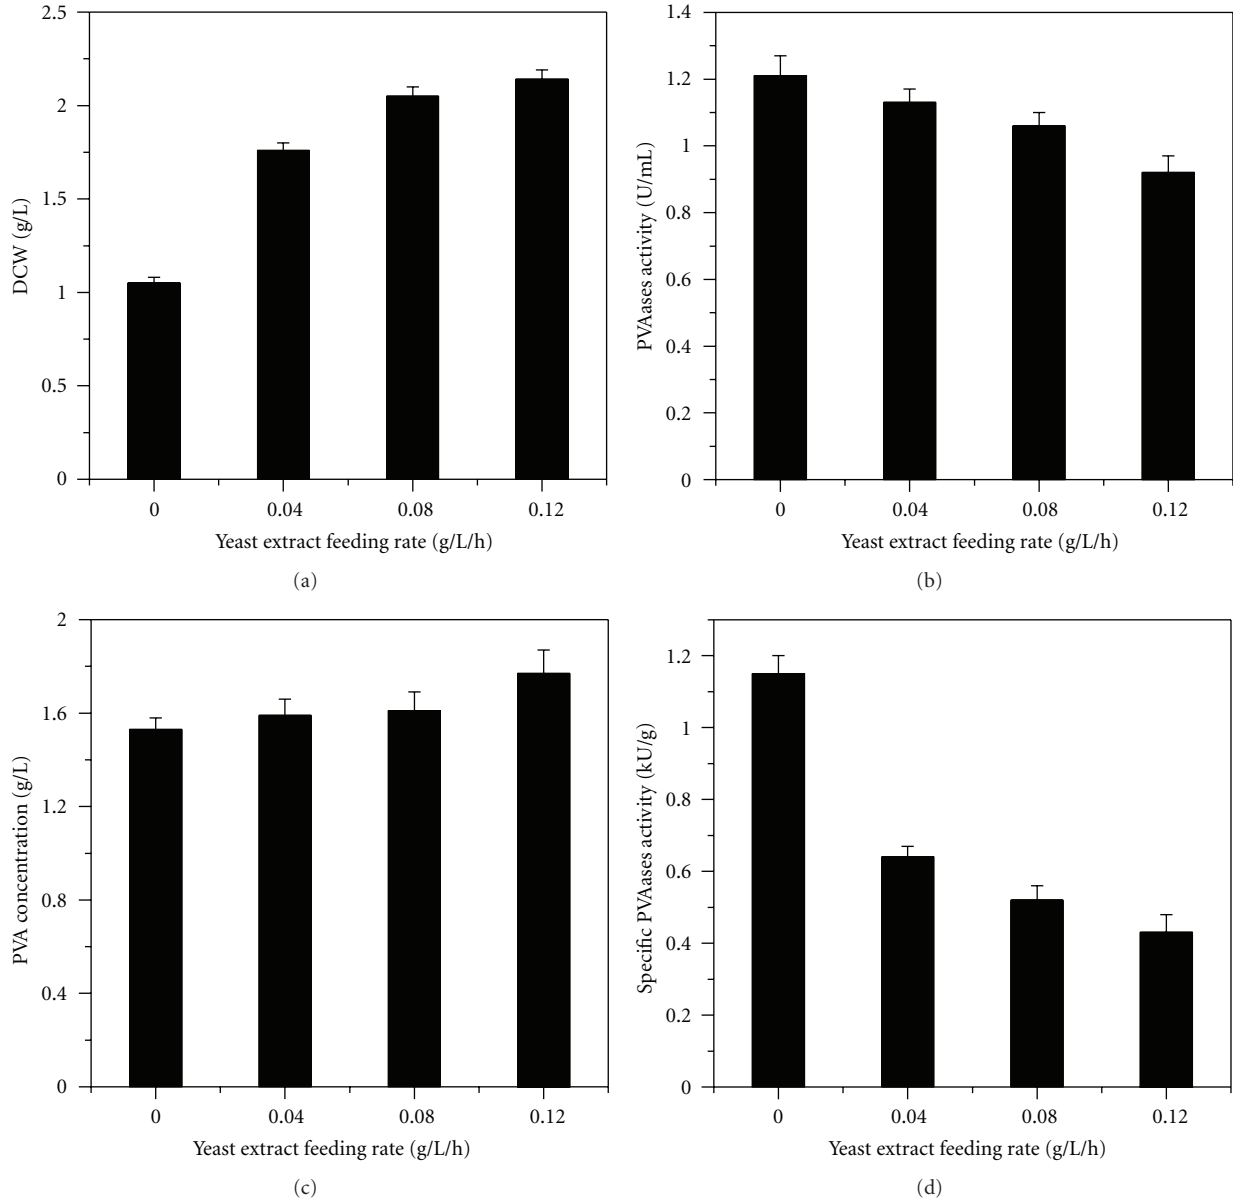 2.5
2
1.5
1
0.5
0
DCW (g/L)
0 0.04 0.08 0.12
Yeast extract feeding rate (g/L/h)
(a)
1.4
1.2
1
0.8
0.6
0.4
0.2
0
PVAases activity (U/mL)
0 0.04 0.08 0.12
Yeast extract feeding rate (g/L/h)
(b)
2
1.6
1.2
0.8
0.4
0
PVA concentration (g/L)
0 0.04 0.08 0.12
Yeast extract feeding rate (g/L/h)
(c)
1.2
1
0.8
0.6
0.4
0.2
0
Specific PVAases activity (kU/g)
0 0.04 0.08 0.12
Yeast extract feeding rate (g/L/h)
(d)